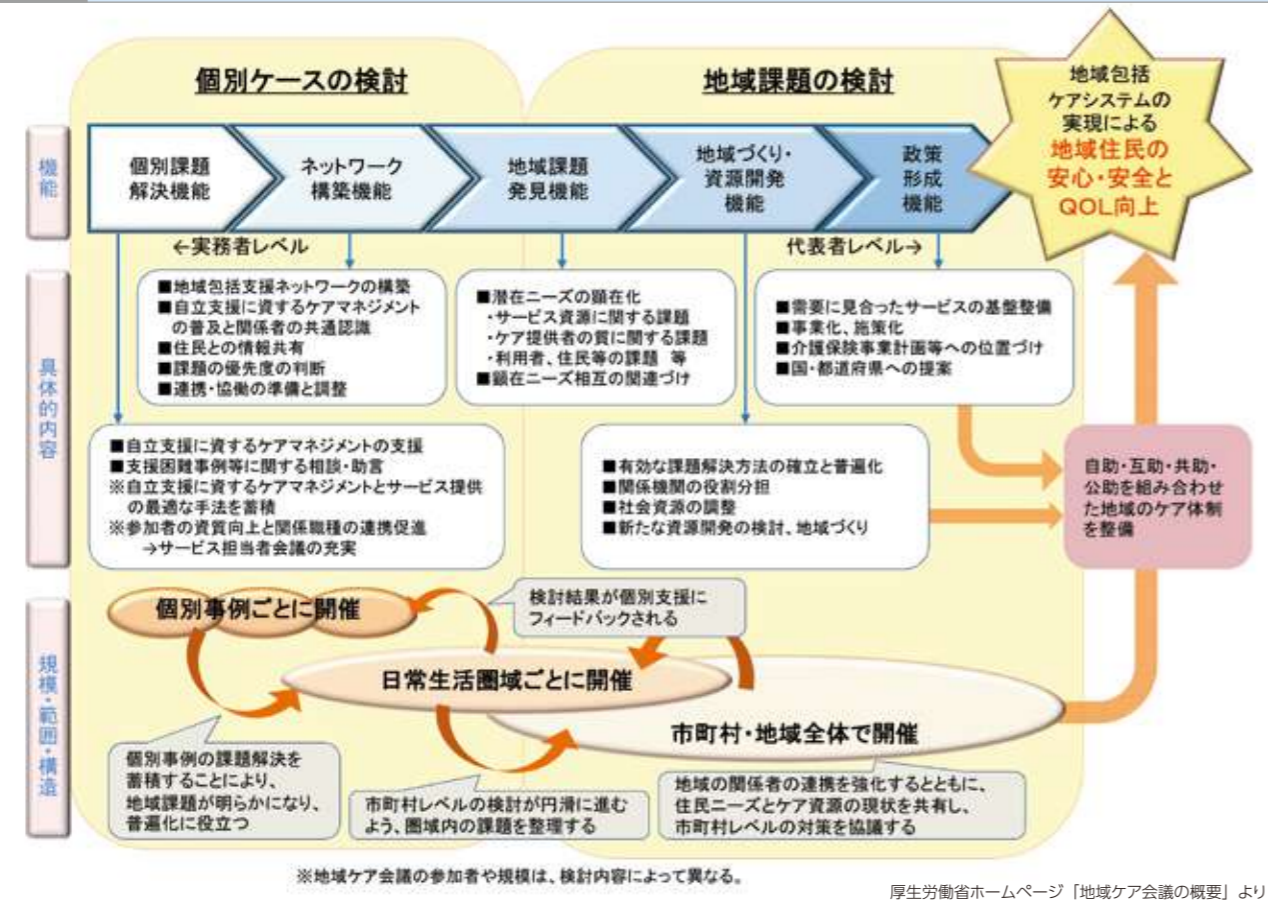 個別ケースの検討
地域課題の検討
地域包括
ケアシステムの
実現による
地域住民の
安心・安全と
QOL向上
機能
個別課題
解決機能
ネットワーク
構築機能
地域課題
発見機能
地域づくり・
資源開発
機能
政策
形成
機能
←実務者レベル
代表者レベル→
具体的内容
■地域包括支援ネットワークの構築
■自立支援に資するケアマネジメント
の普及と関係者の共通認識
■住民との情報共有
■課題の優先度の判断
■連携・協働の準備と調整
■潜在ニーズの顕在化
・サービス資源に関する課題
・ケア提供者の質に関する課題
・利用者、住民等の課題 等
■顕在ニーズ相互の関連づけ
■需要に見合ったサービスの基盤整備
■事業化、施策化
■介護保険事業計画等への位置づけ
■国・都道府県への提案
■自立支援に資するケアマネジメントの支援
■支援困難事例等に関する相談・助言
※自立支援に資するケアマネジメントとサービス提供
の最適な手法を蓄積
※参加者の資質向上と関係職種の連携促進
→サービス担当者会議の充実
■有効な課題解決方法の確立と普遍化
■関係機関の役割分担
■社会資源の調整
■新たな資源開発の検討、地域づくり
自助・互助・共助・
公助を組み合わせ
た地域のケア体制
を整備
規模・範囲・構造
個別事例ごとに開催
検討結果が個別支援に
フィードバックされる
日常生活圏域ごとに開催
市町村・地域全体で開催
個別事例の課題解決を
蓄積することにより、
地域課題が明らかになり、
普遍化に役立つ
市町村レベルの検討が円滑に進む
よう、圏域内の課題を整理する
地域の関係者の連携を強化するとともに、
住民ニーズとケア資源の現状を共有し、
市町村レベルの対策を協議する
※地域ケア会議の参加者や規模は、検討内容によって異なる。
厚生労働省ホームページ「地域ケア会議の概要」より